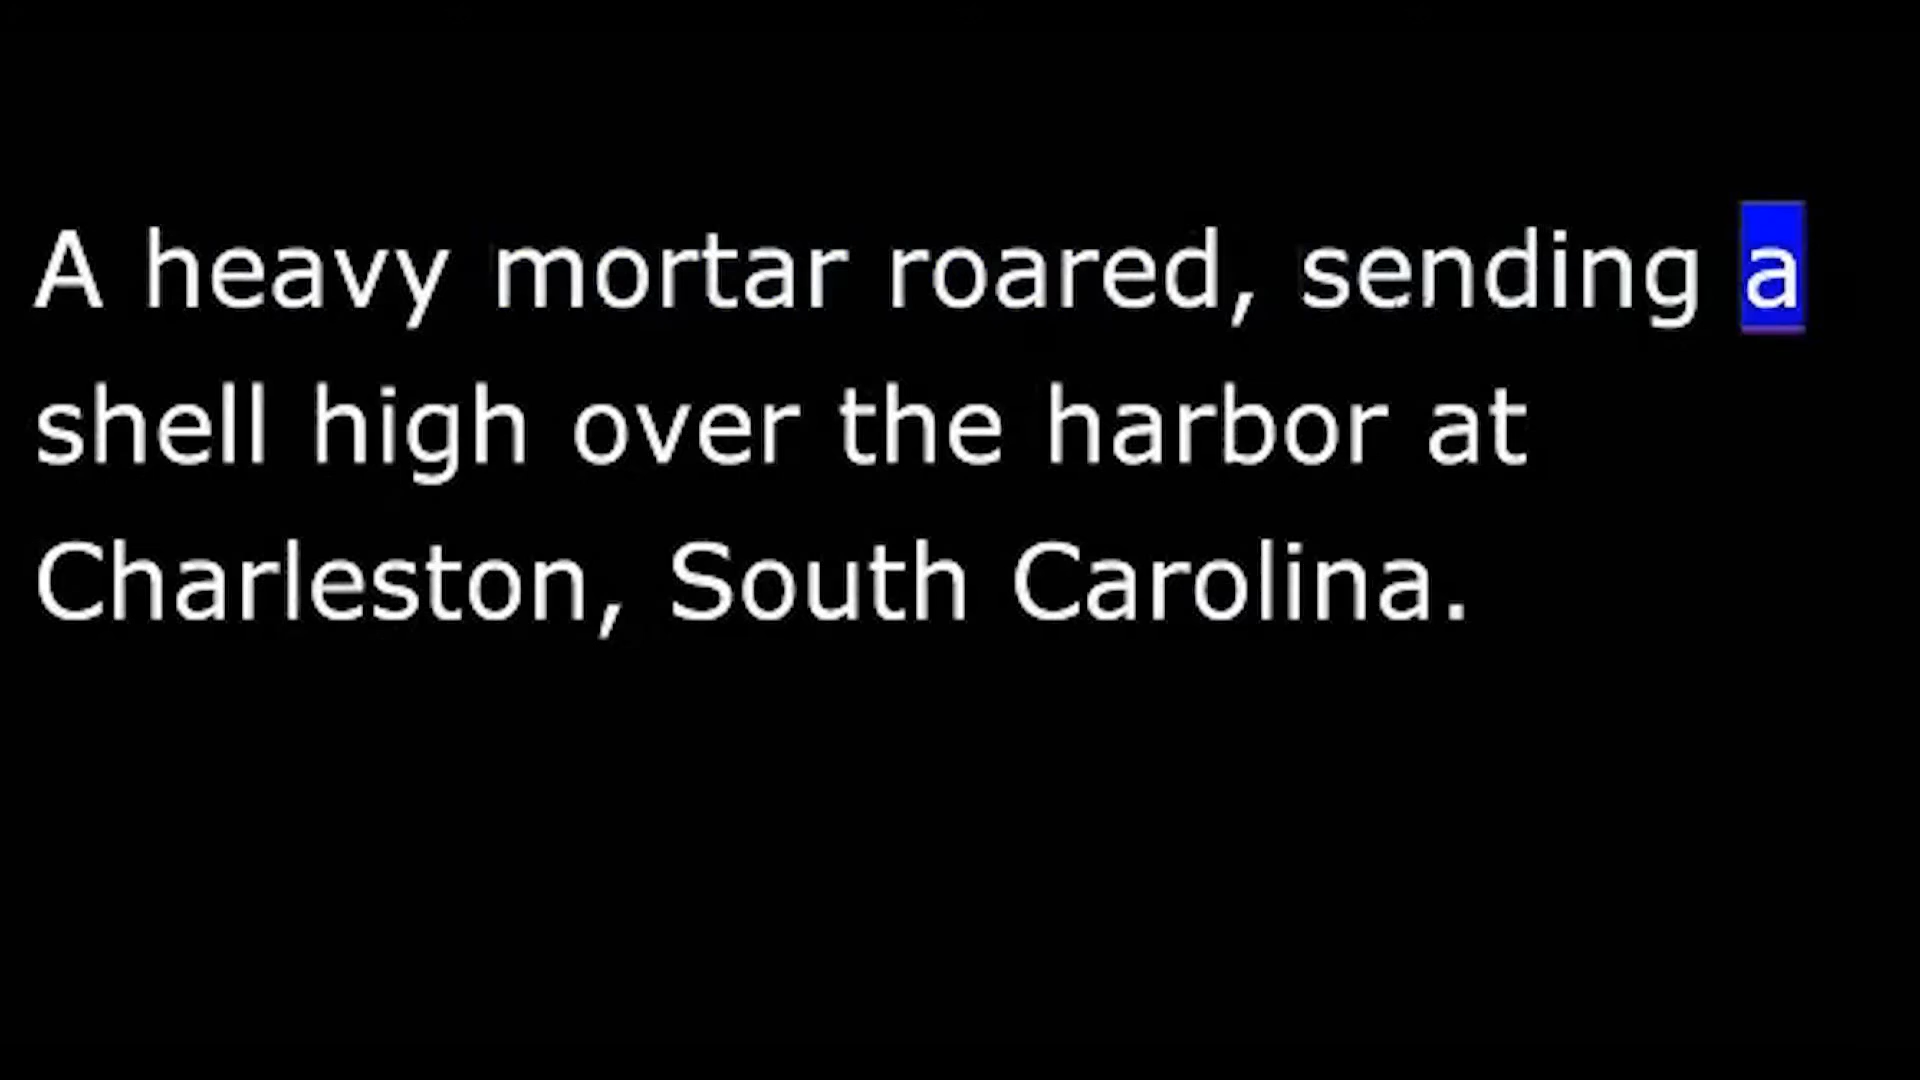 A heavy mortar roared, sending a
shell high over the harbor at
Charleston, South Carolina.